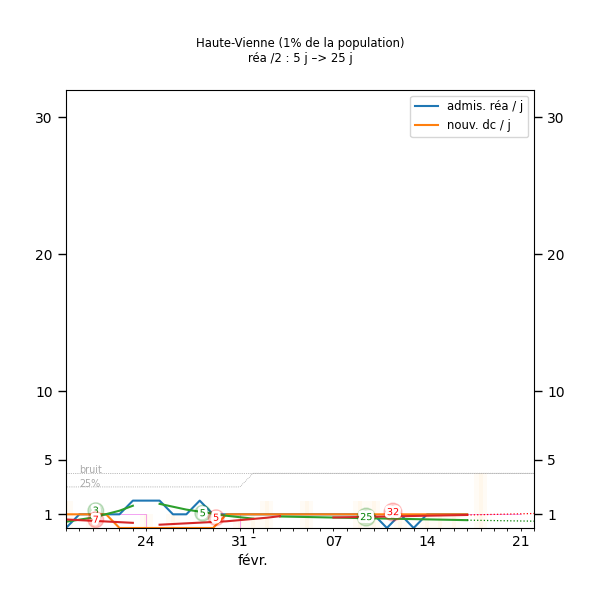 Haute-Vienne (1% de la population)
réa /2 : 5 j –> 25 j
admis. réa / j
nouv. dc / j
30 30
20 20
10 10
5 5
bruit
25%
1 1
3 7 5 5 25 32
24 31 07 14 21
févr.